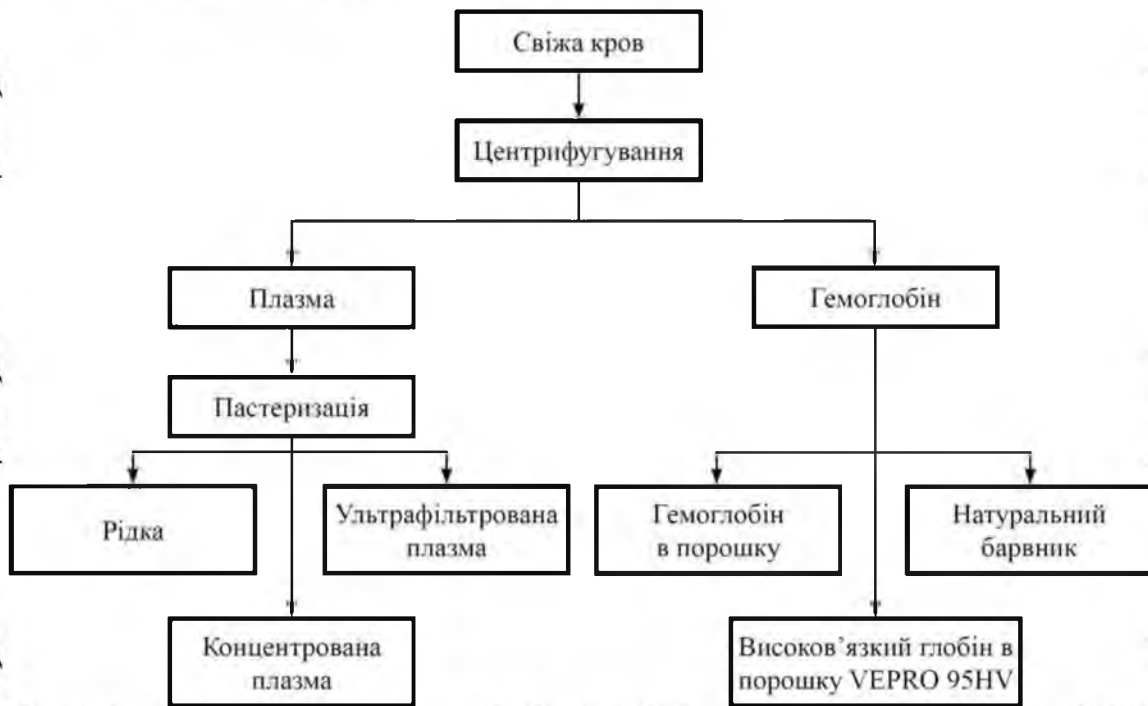 Свіжа кров
Центрифугування
Плазма
Гемоглобін
Пастеризація
Рідка
Ультрафільтрована
плазма
Гемоглобін
в порошку
Натуральний
барвник
Концентрована
плазма
Високов’язкий глобін в
порошку VEPRO 95HV